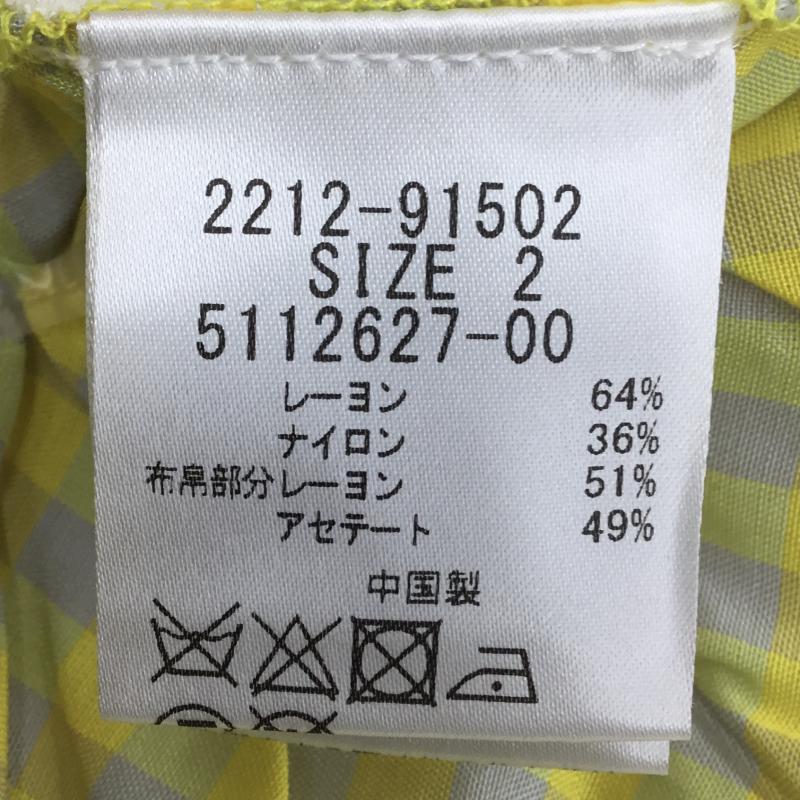 2212-91502
SIZE 2
5112627-00
レーヨン 64%
ナイロン 36%
布帛部分レーヨン 51%
アセテート 49%
中国製